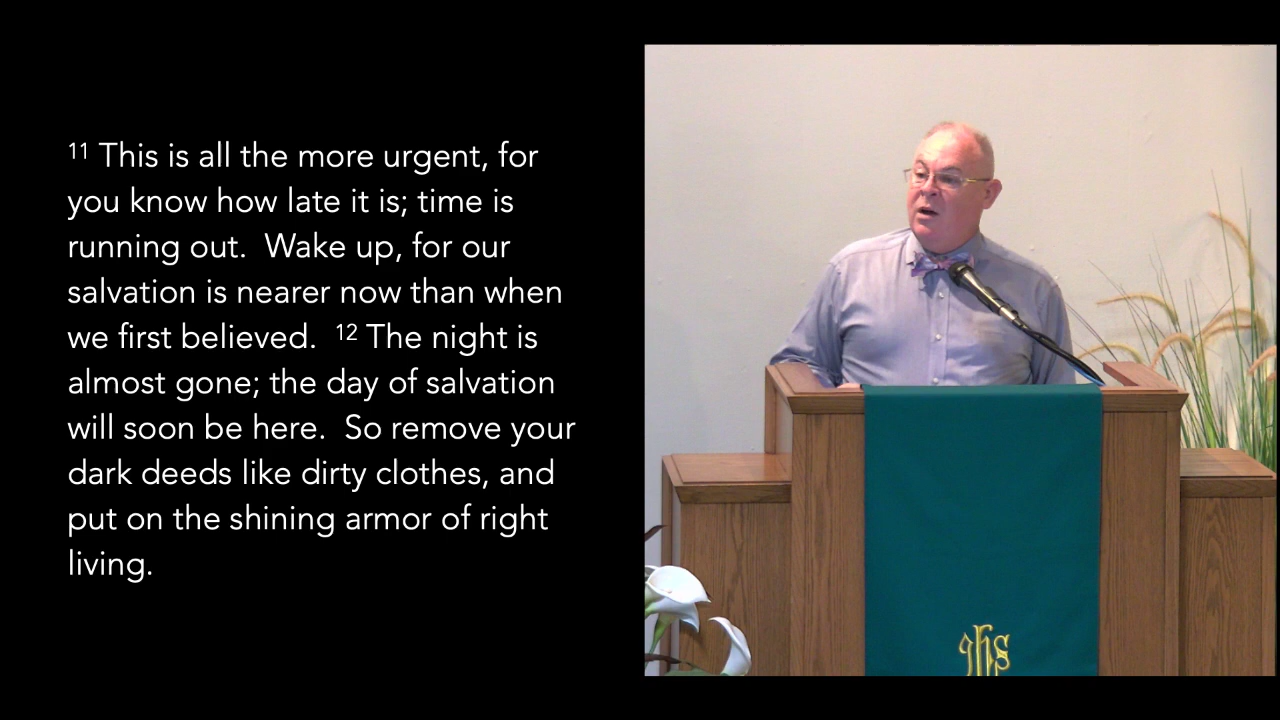 ¹¹ This is all the more urgent, for
you know how late it is; time is
running out.  Wake up, for our
salvation is nearer now than when
we first believed.  ¹² The night is
almost gone; the day of salvation
will soon be here.  So remove your
dark deeds like dirty clothes, and
put on the shining armor of right
living.
IHS